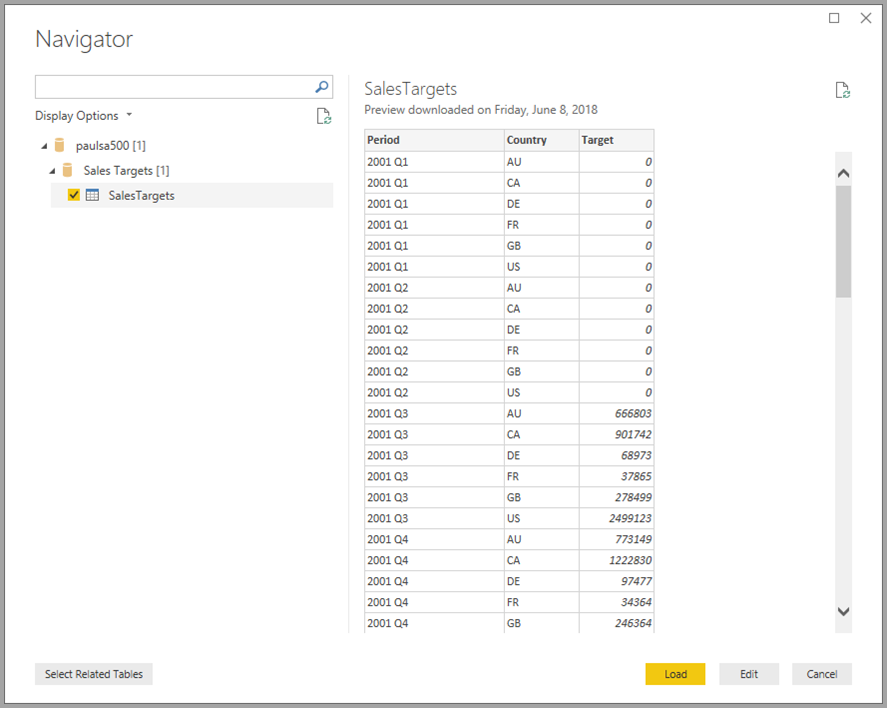 Navigator
Display Options
paulsa500 [1]
Sales Targets [1]
SalesTargets
SalesTargets
Preview downloaded on Friday, June 8, 2018
Period Country Target
2001 Q1 AU 0
2001 Q1 CA 0
2001 Q1 DE 0
2001 Q1 FR 0
2001 Q1 GB 0
2001 Q1 US 0
2001 Q2 AU 0
2001 Q2 CA 0
2001 Q2 DE 0
2001 Q2 FR 0
2001 Q2 GB 0
2001 Q2 US 0
2001 Q3 AU 666803
2001 Q3 CA 901742
2001 Q3 DE 68973
2001 Q3 FR 37865
2001 Q3 GB 278499
2001 Q3 US 2499123
2001 Q4 AU 773149
2001 Q4 CA 1222830
2001 Q4 DE 97477
2001 Q4 FR 34364
2001 Q4 GB 246364
Select Related Tables Load Edit Cancel